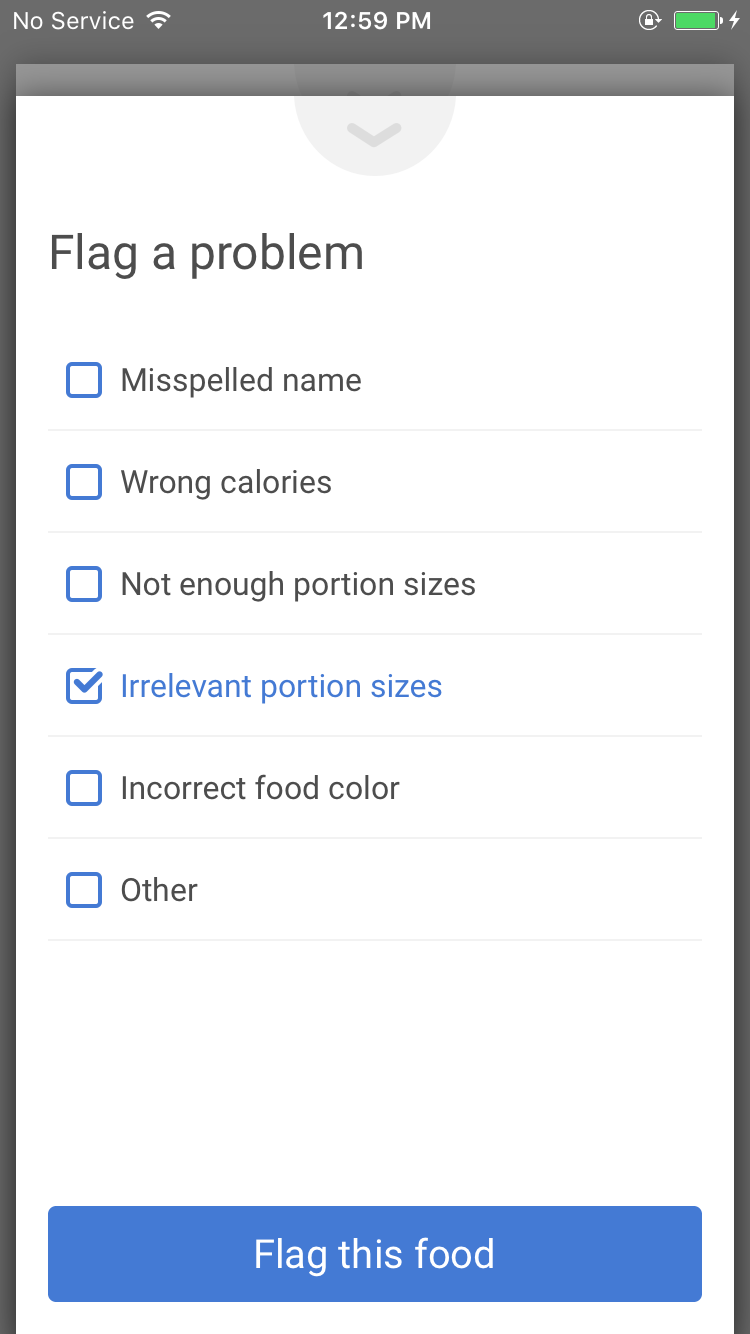 No Service 12:59 PM
Flag a problem
Misspelled name
Wrong calories
Not enough portion sizes
Irrelevant portion sizes
Incorrect food color
Other
Flag this food